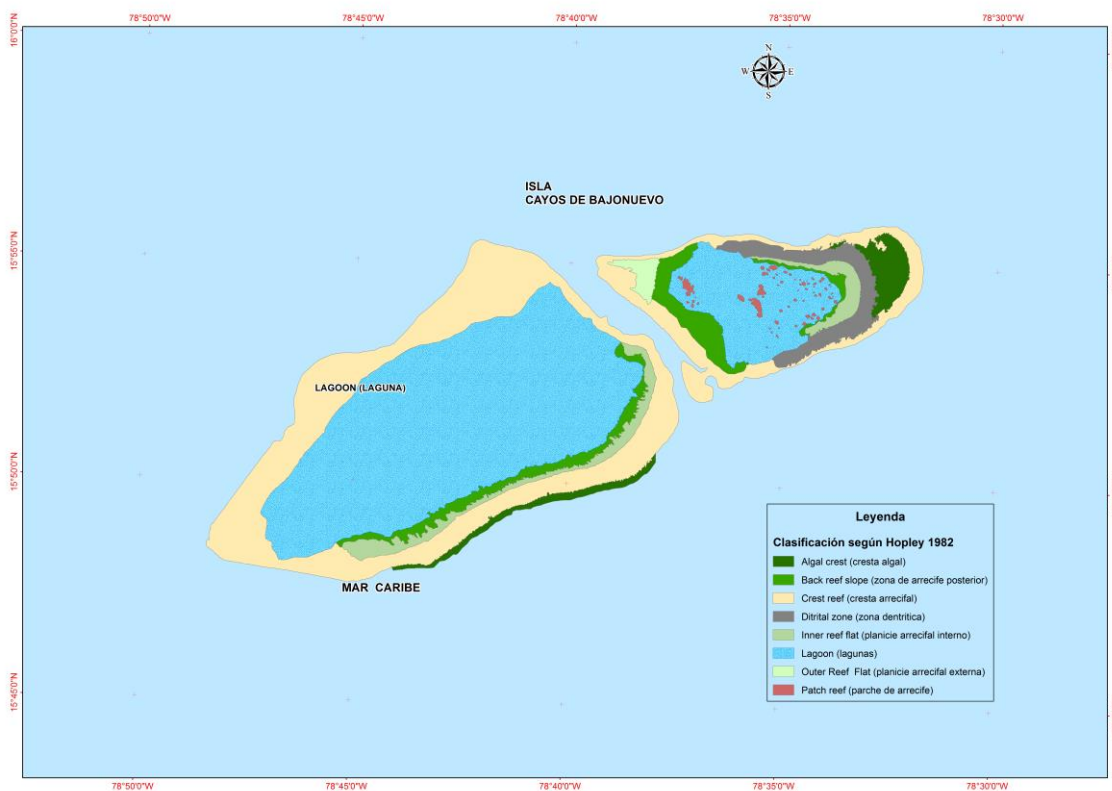 78°50'0"W 78°45'0"W 78°40'0"W 78°35'0"W 78°30'0"W
16°0'0"N
N
W E
S
ISLA
CAYOS DE BAJONUEVO
15°55'0"N
LAGOON (LAGUNA)
15°50'0"N
MAR CARIBE
15°45'0"N
Leyenda
Clasificación según Hopley 1982
Algal crest (cresta algal)
Back reef slope (zona de arrecife posterior)
Crest reef (cresta arrecifal)
Ditrital zone (zona dentritica)
Inner reef flat (planicie arrecifal interno)
Lagoon (lagunas)
Outer Reef Flat (planicie arrecifal externa)
Patch reef (parche de arrecife)
78°50'0"W 78°45'0"W 78°40'0"W 78°35'0"W 78°30'0"W